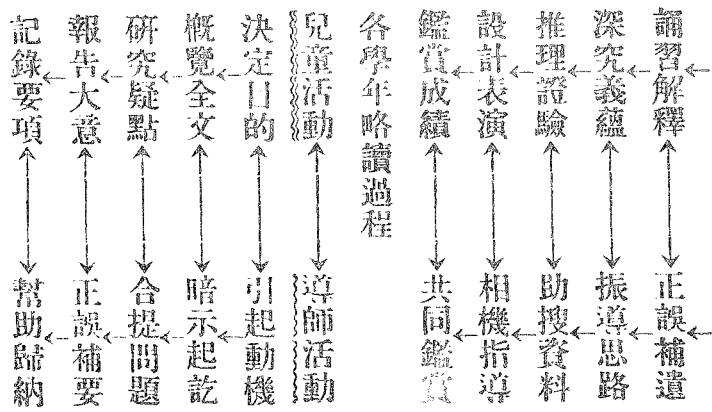 誦習解釋 正誤補遺
深究義蘊 振導思路
推理證驗 助搜資料
設計表演 相機指導
鑑賞成績 共同鑑賞
各學年略讀過程
兒童活動 導師活動
決定目的 引起動機
概覽全文 暗示起訖
研究疑點 合提問題
報告大意 正誤補要
記錄要項 幫助歸納